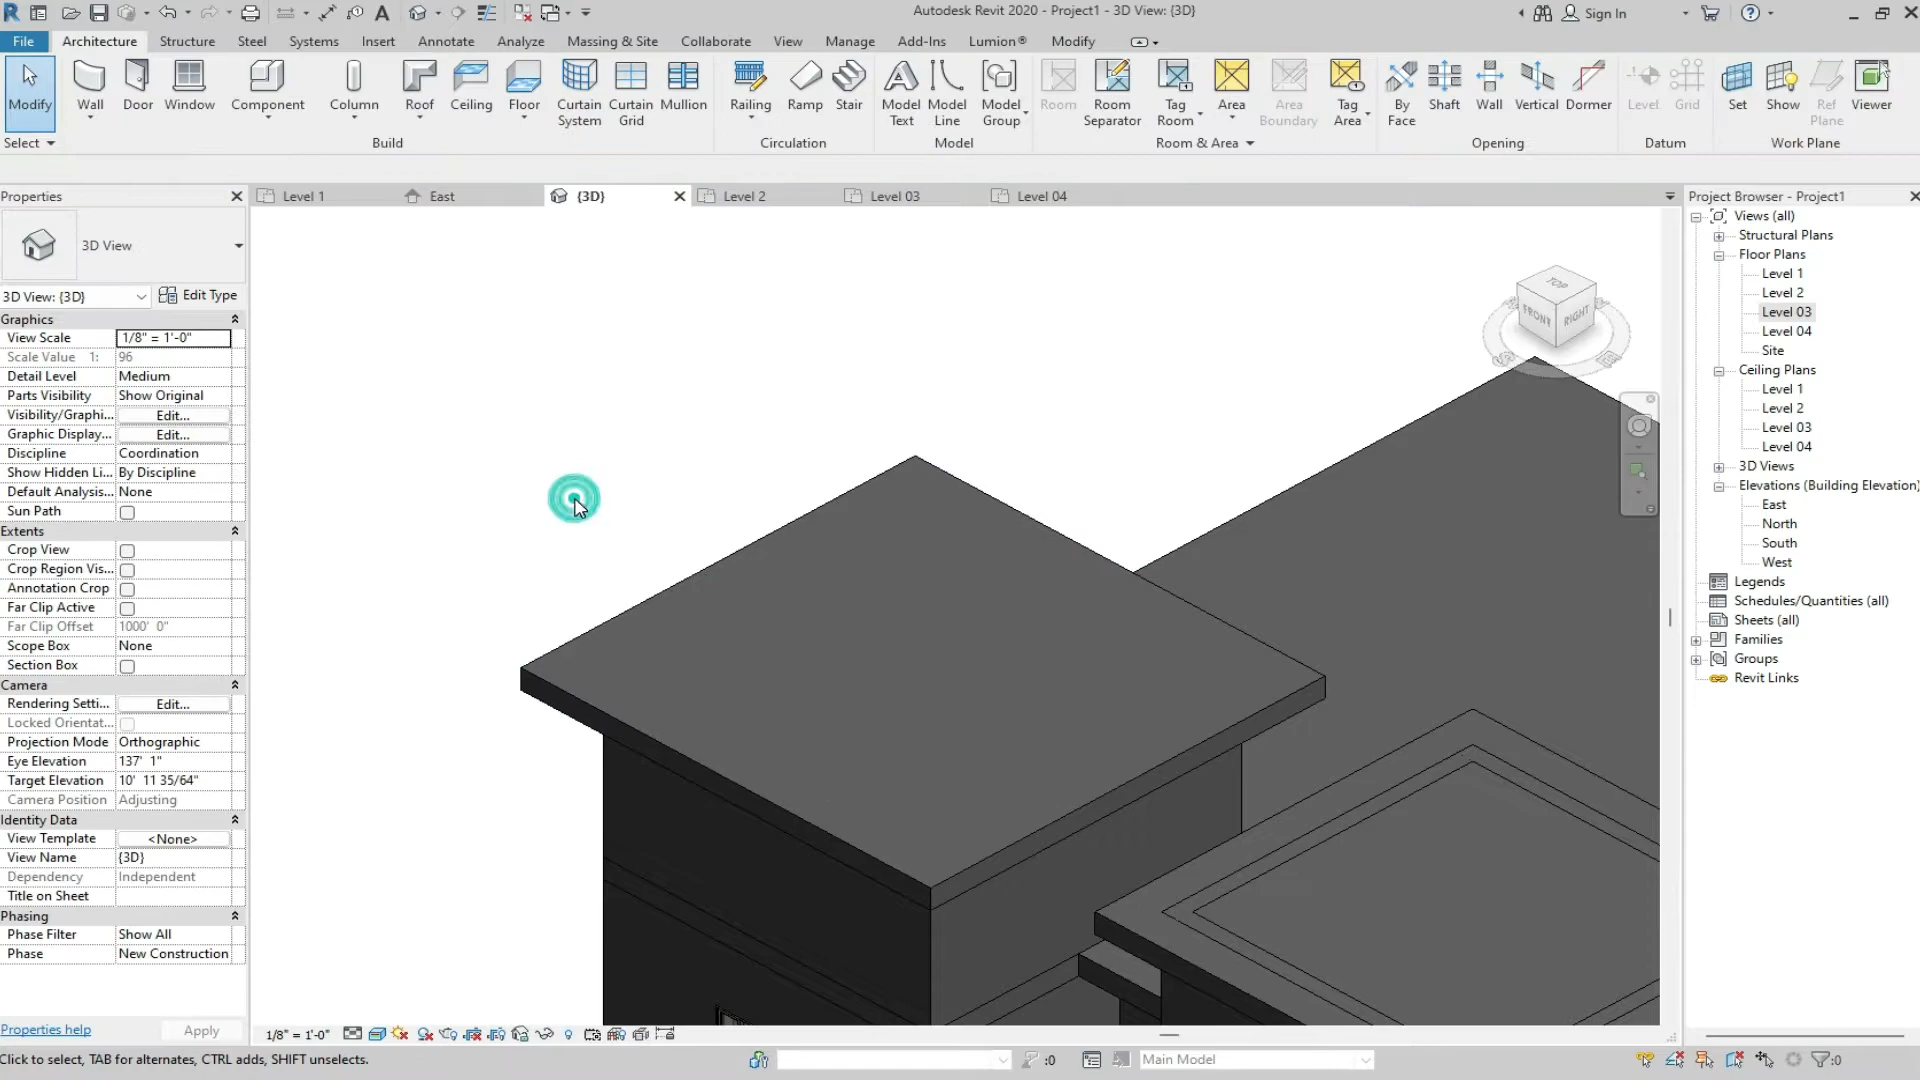 Autodesk Revit 2020 - Project1 - 3D View: {3D}
Sign In
File Architecture Structure Steel Systems Insert Annotate Analyze Massing & Site Collaborate View Manage Add-Ins Lumion® Modify
Modify Wall Door Window Component Column Roof Ceiling Floor Curtain System Curtain Grid Mullion Railing Ramp Stair Model Text Model Line Model Group Room Room Separator Tag Room Area Area Boundary Tag Area By Face Shaft Wall Vertical Dormer Level Grid Set Show Ref Plane Viewer
Select Build Circulation Model Room & Area Opening Datum Work Plane
Properties
3D View
3D View: {3D} Edit Type
Graphics
View Scale 1/8" = 1'-0"
Scale Value 1: 96
Detail Level Medium
Parts Visibility Show Original
Visibility/Graphi... Edit...
Graphic Display... Edit...
Discipline Coordination
Show Hidden Li... By Discipline
Default Analysis... None
Sun Path
Extents
Crop View
Crop Region Vis...
Annotation Crop
Far Clip Active
Far Clip Offset 1000' 0"
Scope Box None
Section Box
Camera
Rendering Setti... Edit...
Locked Orientat...
Projection Mode Orthographic
Eye Elevation 137' 1"
Target Elevation 10' 11 35/64"
Camera Position Adjusting
Identity Data
View Template <None>
View Name {3D}
Dependency Independent
Title on Sheet
Phasing
Phase Filter Show All
Phase New Construction
Properties help Apply
Level 1 East {3D} Level 2 Level 03 Level 04
TOP
FRONT RIGHT
S E
1/8" = 1'-0"
Project Browser - Project1
Views (all)
Structural Plans
Floor Plans
Level 1
Level 2
Level 03
Level 04
Site
Ceiling Plans
Level 1
Level 2
Level 03
Level 04
3D Views
Elevations (Building Elevation)
East
North
South
West
Legends
Schedules/Quantities (all)
Sheets (all)
Families
Groups
Revit Links
Click to select, TAB for alternates, CTRL adds, SHIFT unselects.
:0
Main Model
:0